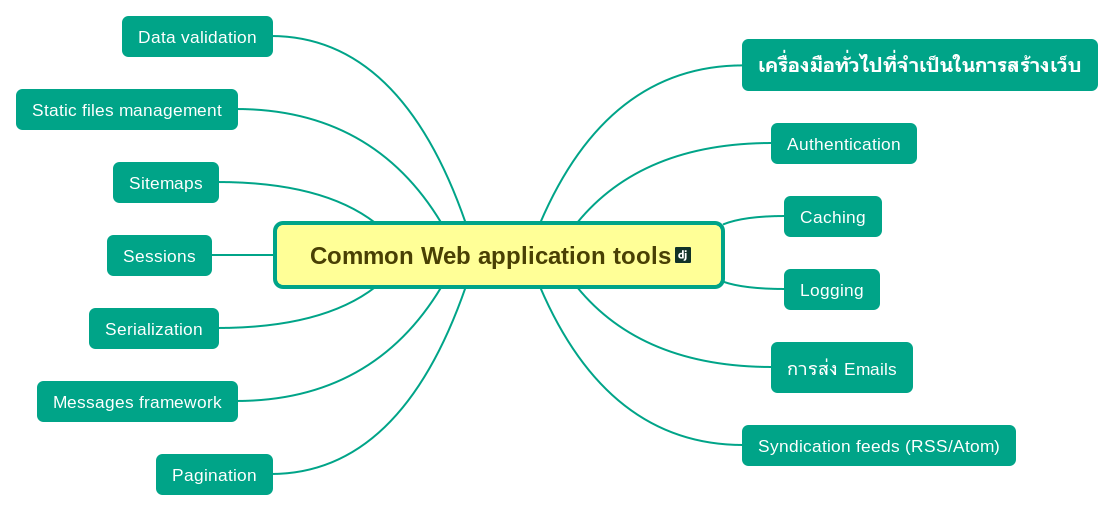 Data validation
Static files management
Sitemaps
Sessions
Serialization
Messages framework
Pagination
Common Web application tools dj
เครื่องมือทั่วไปที่จำเป็นในการสร้างเว็บ
Authentication
Caching
Logging
การส่ง Emails
Syndication feeds (RSS/Atom)